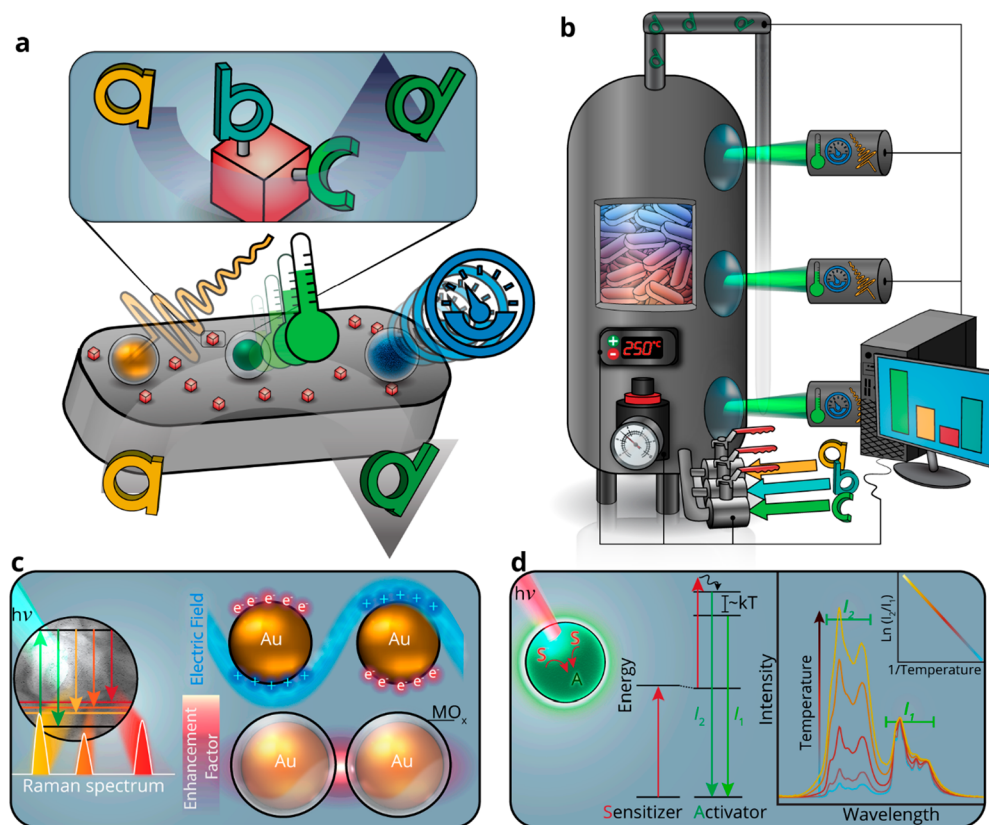 a
a
b
c
d
a
d
b
d
d
d
d
250°C
a
b
c
c
hν
Raman spectrum
Electric Field
e⁻ e⁻ e⁻ e⁻ e⁻
Au
+ + + + + +
+ + + + + +
Au
e⁻ e⁻ e⁻ e⁻ e⁻
Enhancement
Factor
Au
Au
MOₓ
d
hν
S
S
A
Energy
~kT
I₂
I₁
Sensitizer
Activator
Intensity
Temperature
I₂
I₁
Ln (I₂/I₁)
1/Temperature
Wavelength